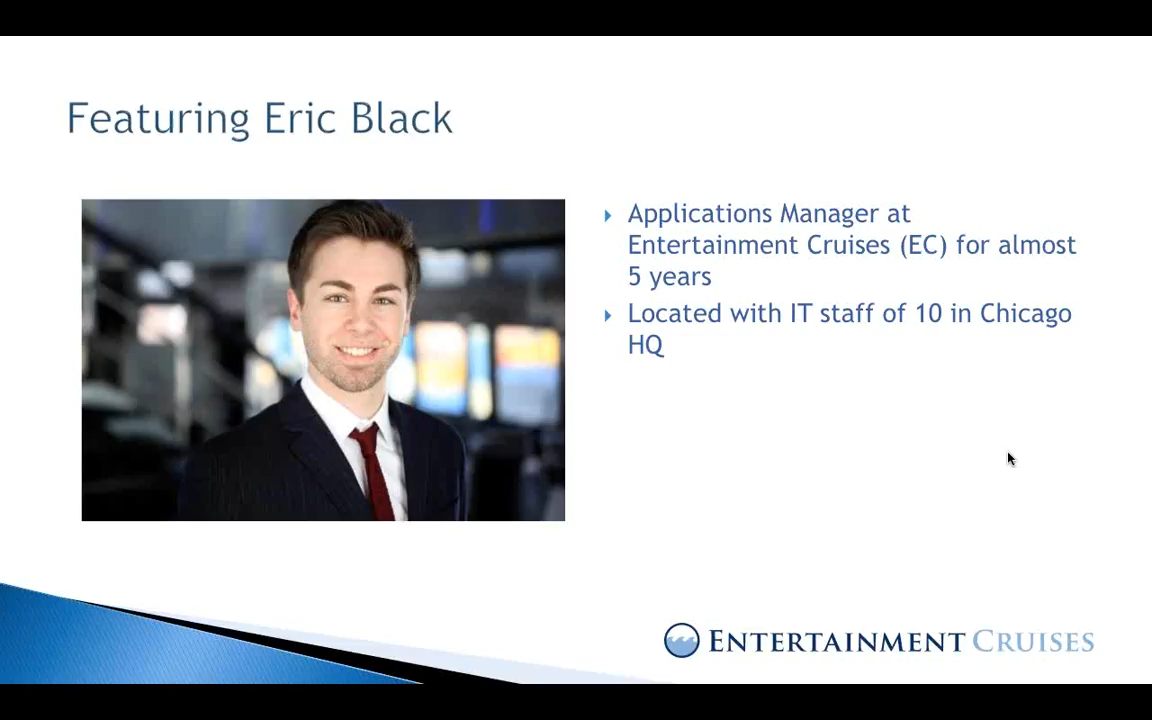 Featuring Eric Black
Applications Manager at
Entertainment Cruises (EC) for almost
5 years
Located with IT staff of 10 in Chicago
HQ
ENTERTAINMENT CRUISES